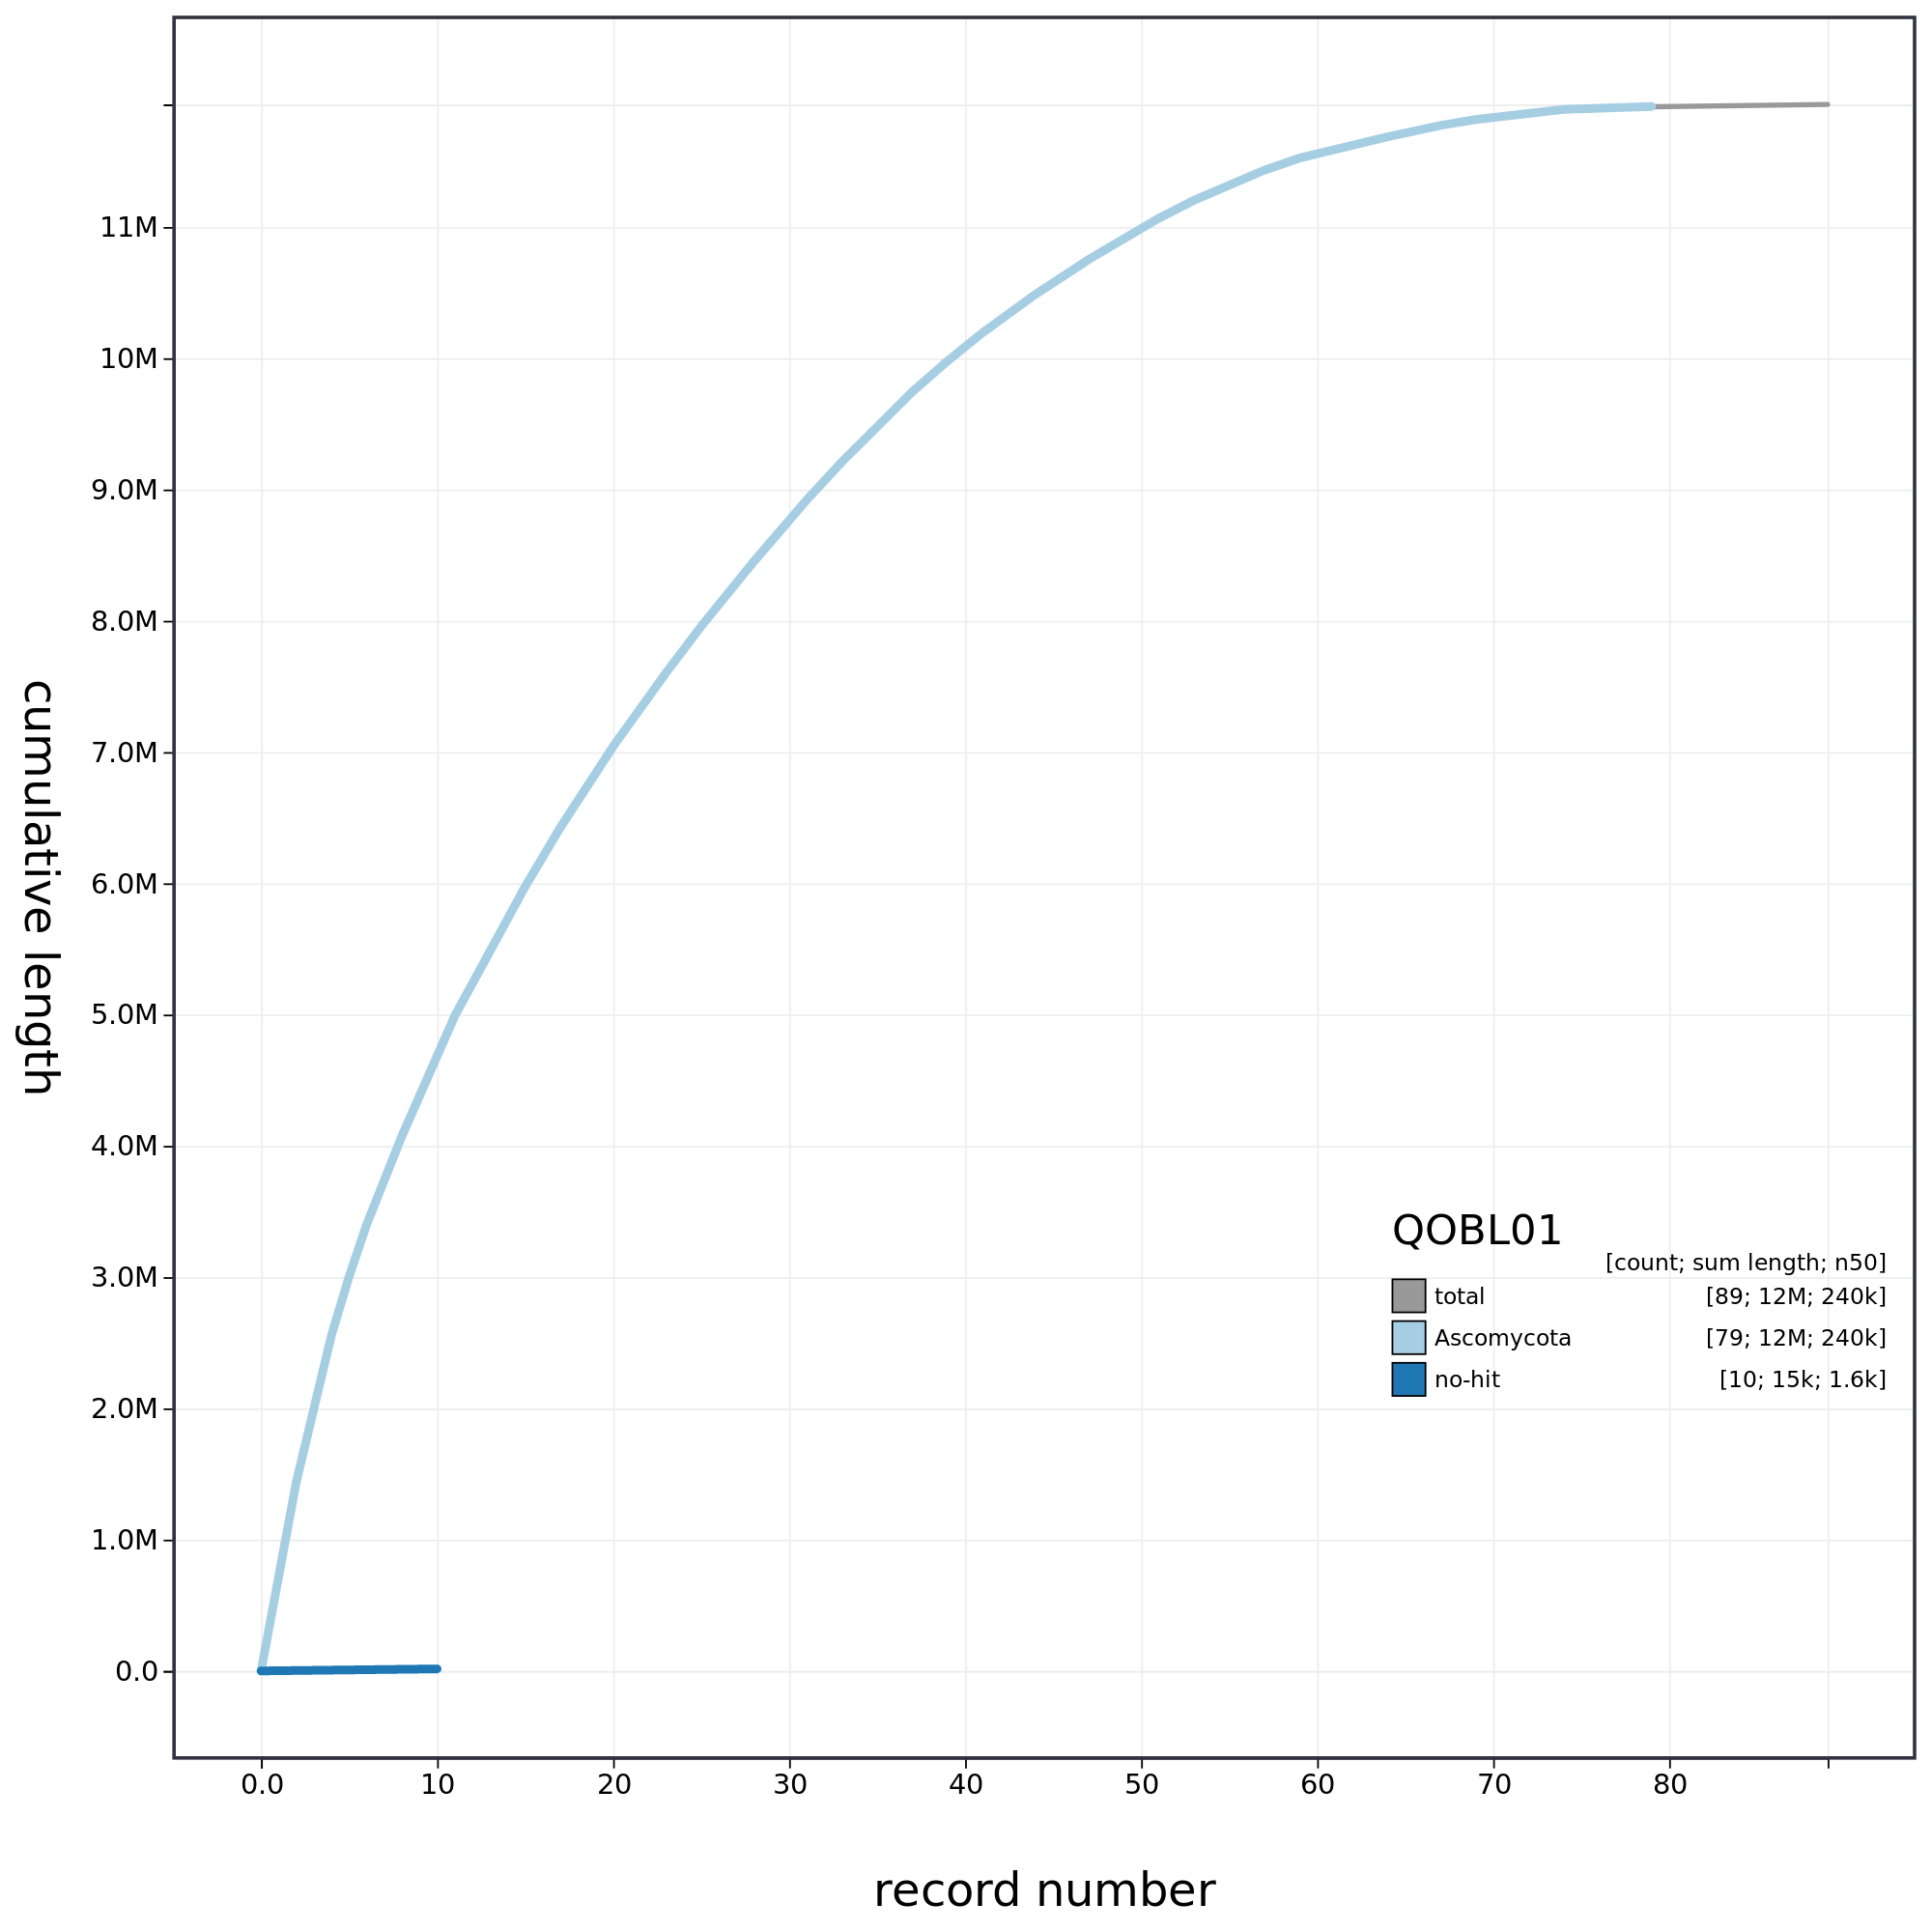 11M
10M
9.0M
8.0M
7.0M
6.0M
5.0M
4.0M
3.0M
2.0M
1.0M
0.0
cumulative length
QOBL01
[count; sum length; n50]
total [89; 12M; 240k]
Ascomycota [79; 12M; 240k]
no-hit [10; 15k; 1.6k]
0.0 10 20 30 40 50 60 70 80
record number